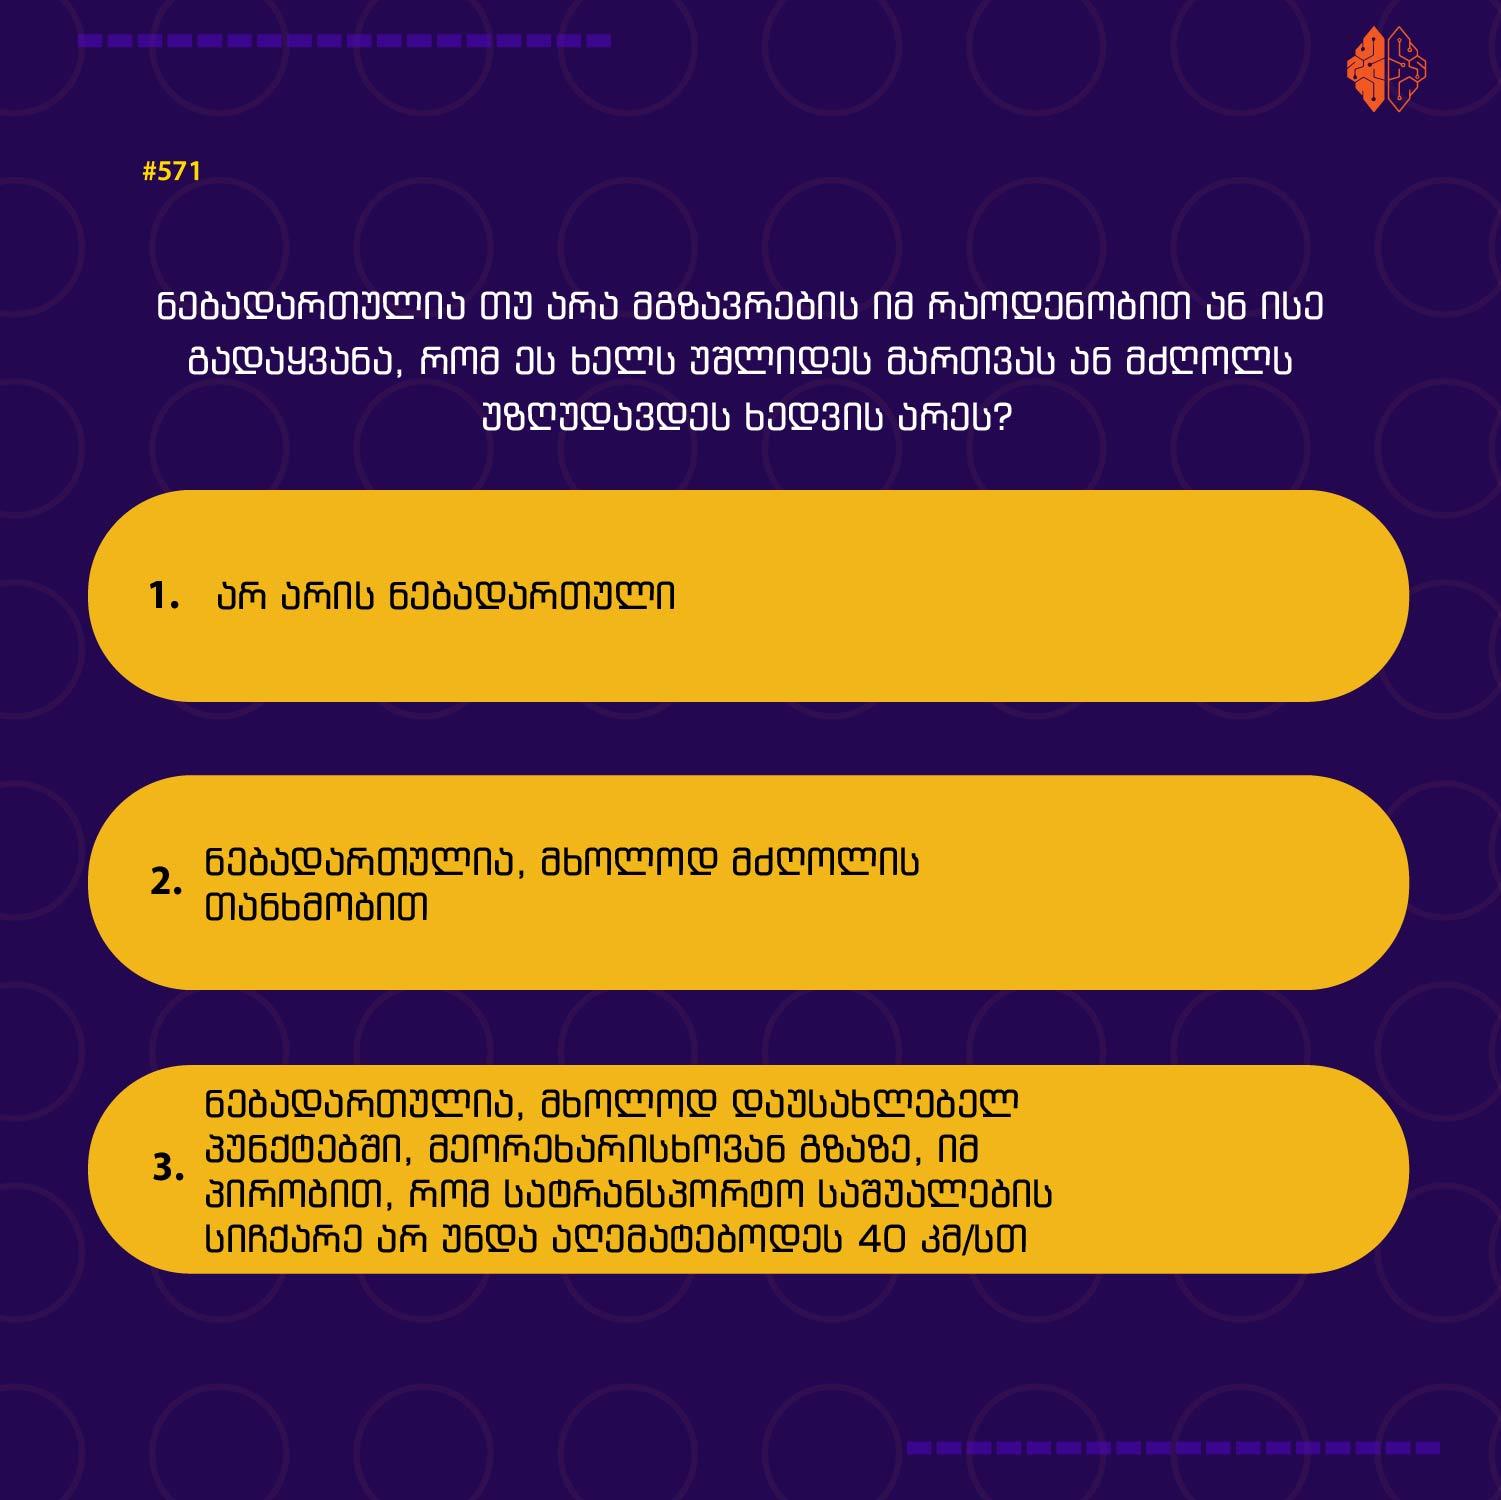 #571
ნებადართულია თუ არა მგზავრების იმ რაოდენობით ან ისე
გადაყვანა, რომ ეს ხელს უშლიდეს მართვას ან მძღოლს
უზღუდავდეს ხედვის არეს?
1. არ არის ნებადართული
2. ნებადართულია, მხოლოდ მძღოლის
თანხმობით
3. ნებადართულია, მხოლოდ დაუსახლებელ
პუნქტებში, მეორეხარისხოვან გზაზე, იმ
პირობით, რომ სატრანსპორტო საშუალების
სიჩქარე არ უნდა აღემატებოდეს 40 კმ/სთ